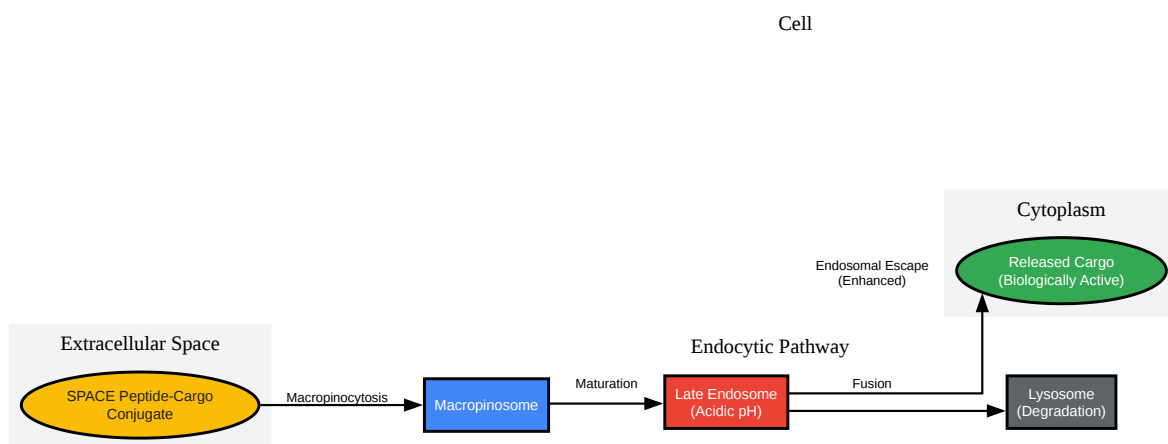 Cell
Cytoplasm
Released Cargo
(Biologically Active)
Endosomal Escape
(Enhanced)
Extracellular Space
SPACE Peptide-Cargo
Conjugate
Macropinocytosis
Macropinosome
Maturation
Endocytic Pathway
Late Endosome
(Acidic pH)
Fusion
Lysosome
(Degradation)